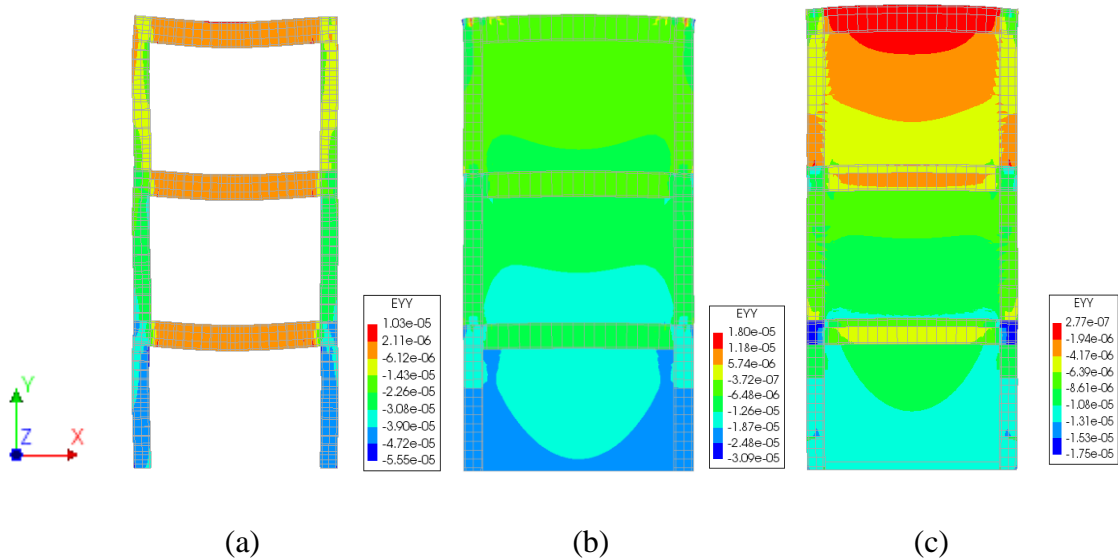 EYY
1.03e-05
2.11e-06
-6.12e-06
-1.43e-05
-2.26e-05
-3.08e-05
-3.90e-05
-4.72e-05
-5.55e-05
Y
Z
X
EYY
1.80e-05
1.18e-05
5.74e-06
-3.72e-07
-6.48e-06
-1.26e-05
-1.87e-05
-2.48e-05
-3.09e-05
EYY
2.77e-07
-1.94e-06
-4.17e-06
-6.39e-06
-8.61e-06
-1.08e-05
-1.31e-05
-1.53e-05
-1.75e-05
(a)
(b)
(c)